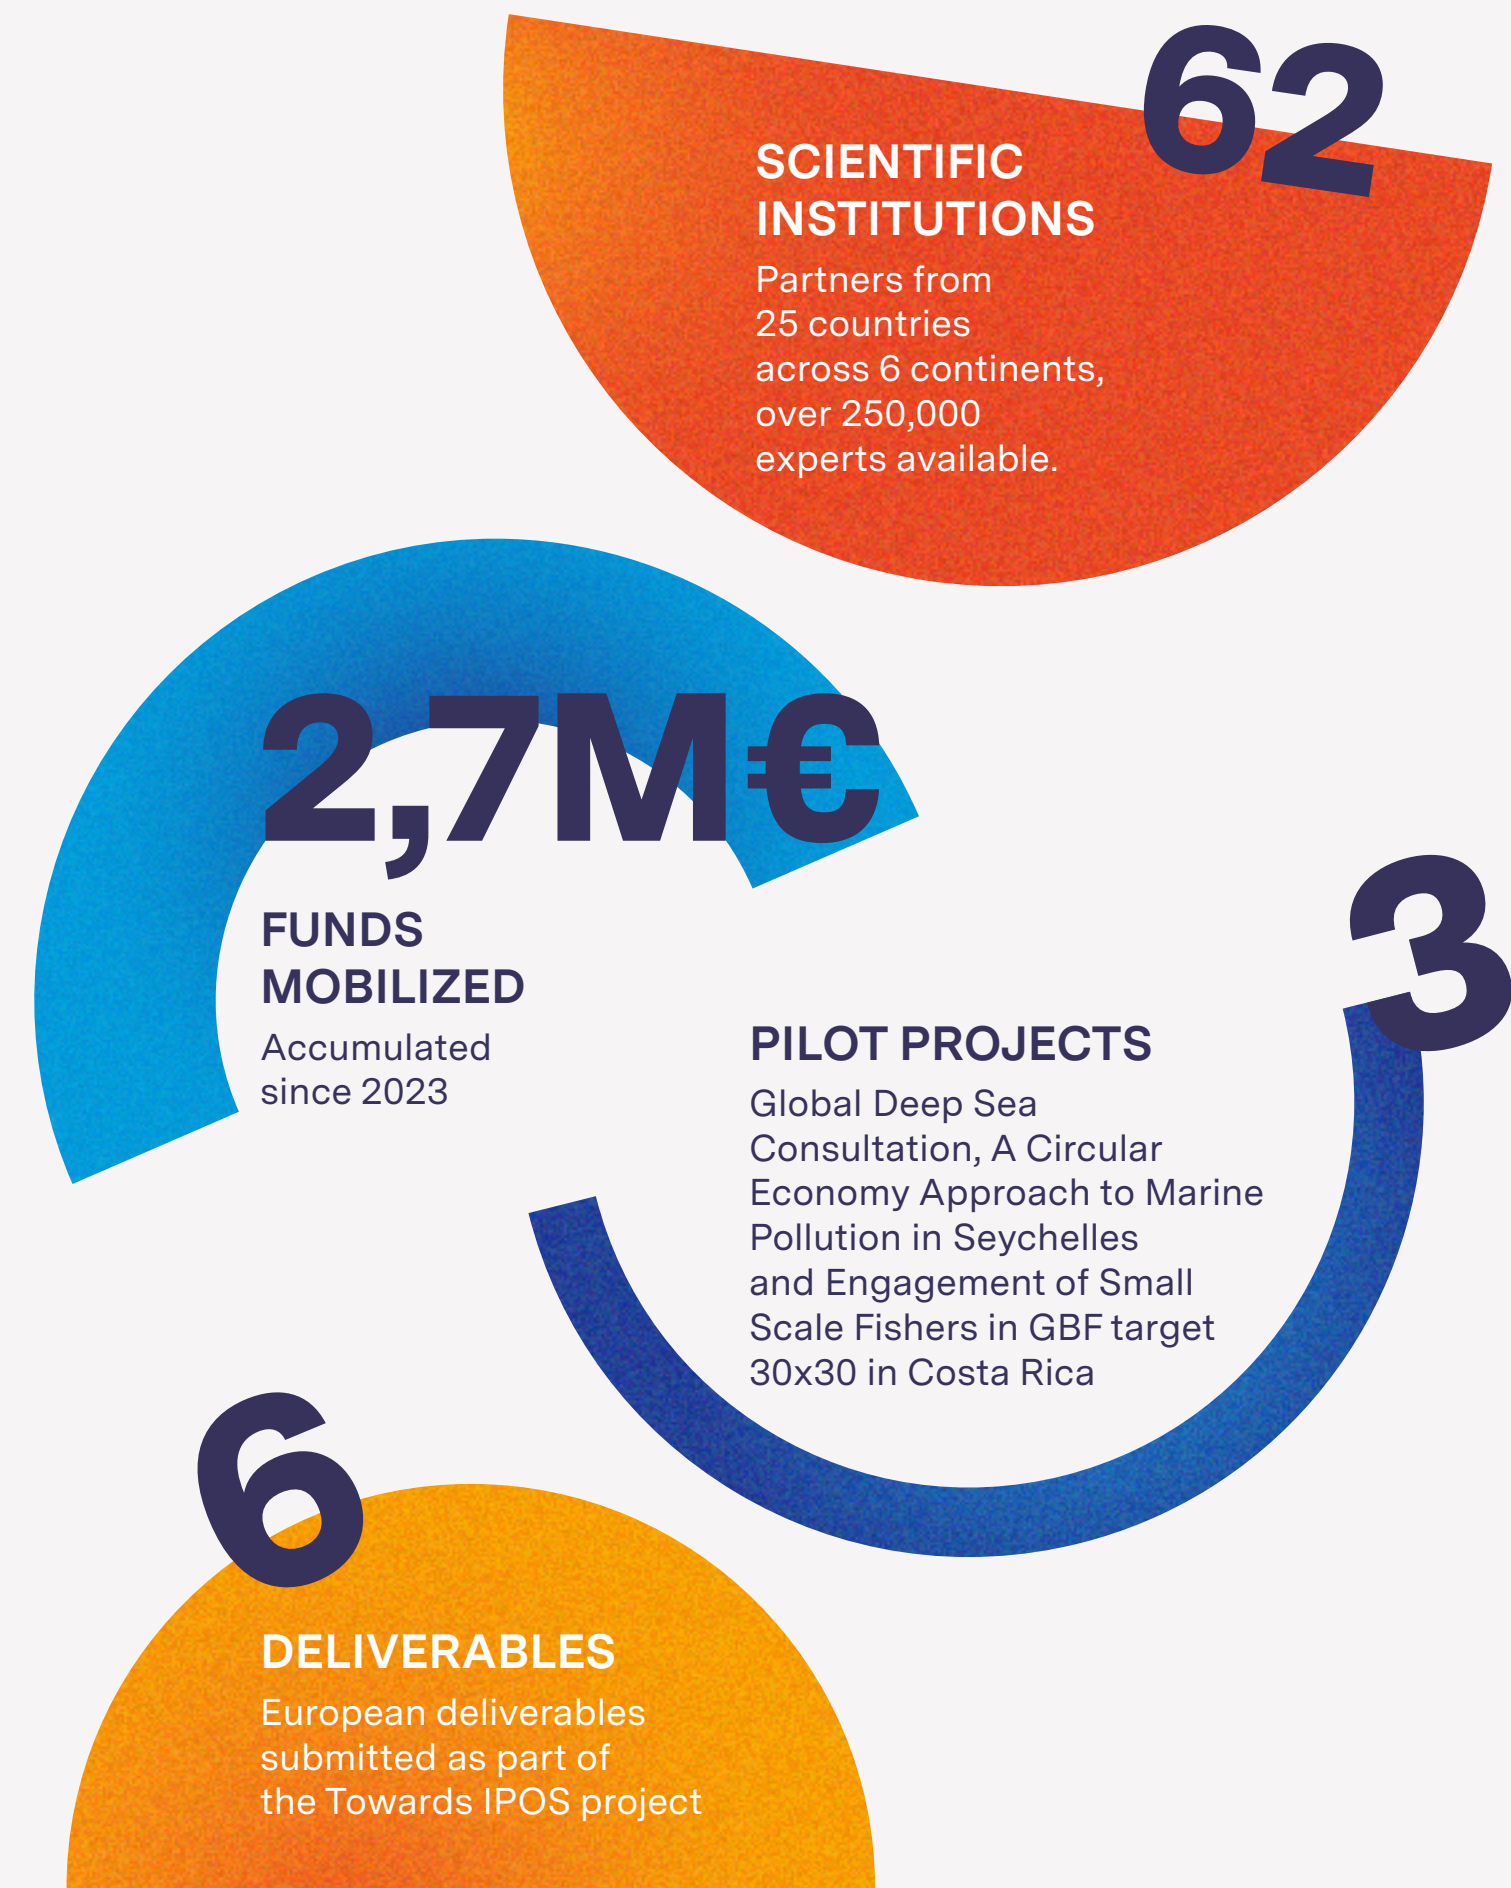 62
SCIENTIFIC
INSTITUTIONS
Partners from
25 countries
across 6 continents,
over 250,000
experts available.
2,7M€
FUNDS
MOBILIZED
Accumulated
since 2023
3
PILOT PROJECTS
Global Deep Sea
Consultation, A Circular
Economy Approach to Marine
Pollution in Seychelles
and Engagement of Small
Scale Fishers in GBF target
30x30 in Costa Rica
6
DELIVERABLES
European deliverables
submitted as part of
the Towards IPOS project